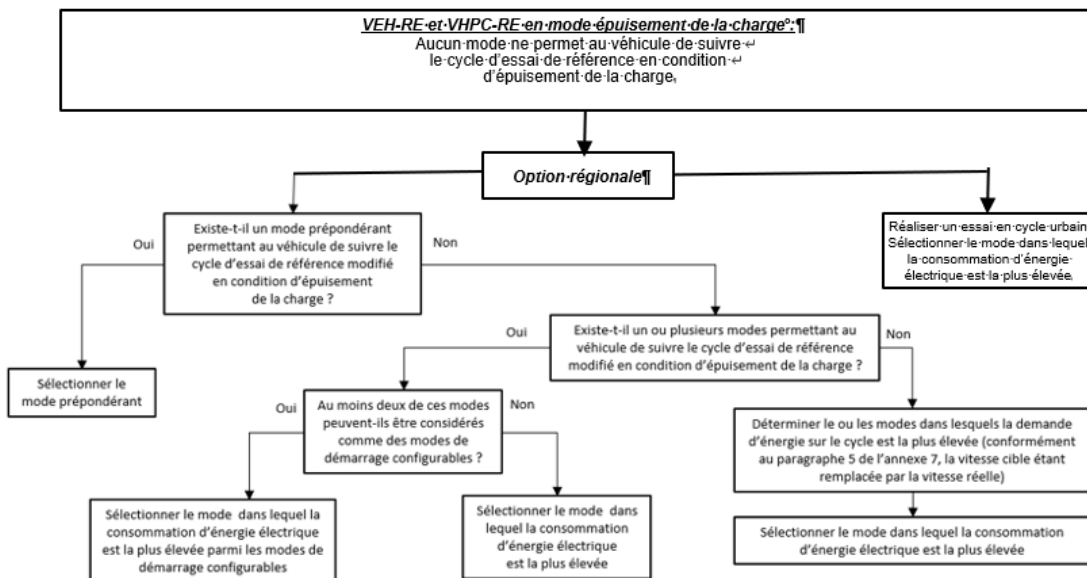 VEH-RE·et·VHPC-RE·en·mode·épuisement·de·la·charge°:¶
Aucun·mode·ne·permet·au·véhicule·de·suivre·↵
le·cycle·d’essai·de·référence·en·condition·↵
d’épuisement·de·la·charge.
Option·régionale¶
Existe-t-il un mode prépondérant
permettant au véhicule de suivre le
cycle d’essai de référence modifié
en condition d’épuisement
de la charge ?
Oui
Non
Réaliser·un·essai·en·cycle·urbain
Sélectionner·le·mode·dans·lequel
la·consommation·d’énergie·
électrique·est·la·plus·élevée.
Sélectionner le
mode prépondérant
Existe-t-il un ou plusieurs modes permettant au
véhicule de suivre le cycle d’essai de référence
modifié en condition d’épuisement de la charge ?
Oui
Non
Au moins deux de ces modes
peuvent-ils être considérés
comme des modes de
démarrage configurables ?
Oui
Non
Déterminer le ou les modes dans lesquels la demande
d’énergie sur le cycle est la plus élevée (conformément
au paragraphe 5 de l’annexe 7, la vitesse cible étant
remplacée par la vitesse réelle)
Sélectionner le mode dans lequel la
consommation d’énergie électrique
est la plus élevée parmi les modes de
démarrage configurables
Sélectionner le mode dans
lequel la consommation
d’énergie électrique
est la plus élevée
Sélectionner le mode dans lequel la consommation
d’énergie électrique est la plus élevée